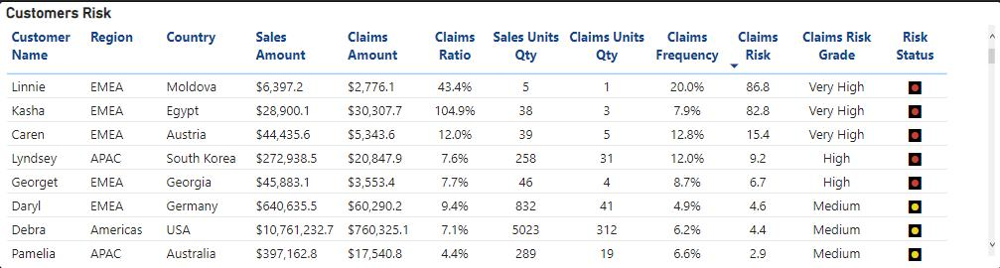 Customers Risk
Customer Name Region Country Sales Amount Claims Amount Claims Ratio Sales Units Qty Claims Units Qty Claims Frequency Claims Risk Claims Risk Grade Risk Status
Linnie EMEA Moldova $6,397.2 $2,776.1 43.4% 5 1 20.0% 86.8 Very High
Kasha EMEA Egypt $28,900.1 $30,307.7 104.9% 38 3 7.9% 82.8 Very High
Caren EMEA Austria $44,435.6 $5,343.6 12.0% 39 5 12.8% 15.4 Very High
Lyndsey APAC South Korea $272,938.5 $20,847.9 7.6% 258 31 12.0% 9.2 High
Georget EMEA Georgia $45,883.1 $3,553.4 7.7% 46 4 8.7% 6.7 High
Daryl EMEA Germany $640,635.5 $60,290.2 9.4% 832 41 4.9% 4.6 Medium
Debra Americas USA $10,761,232.7 $760,325.1 7.1% 5023 312 6.2% 4.4 Medium
Pamelia APAC Australia $397,162.8 $17,540.8 4.4% 289 19 6.6% 2.9 Medium